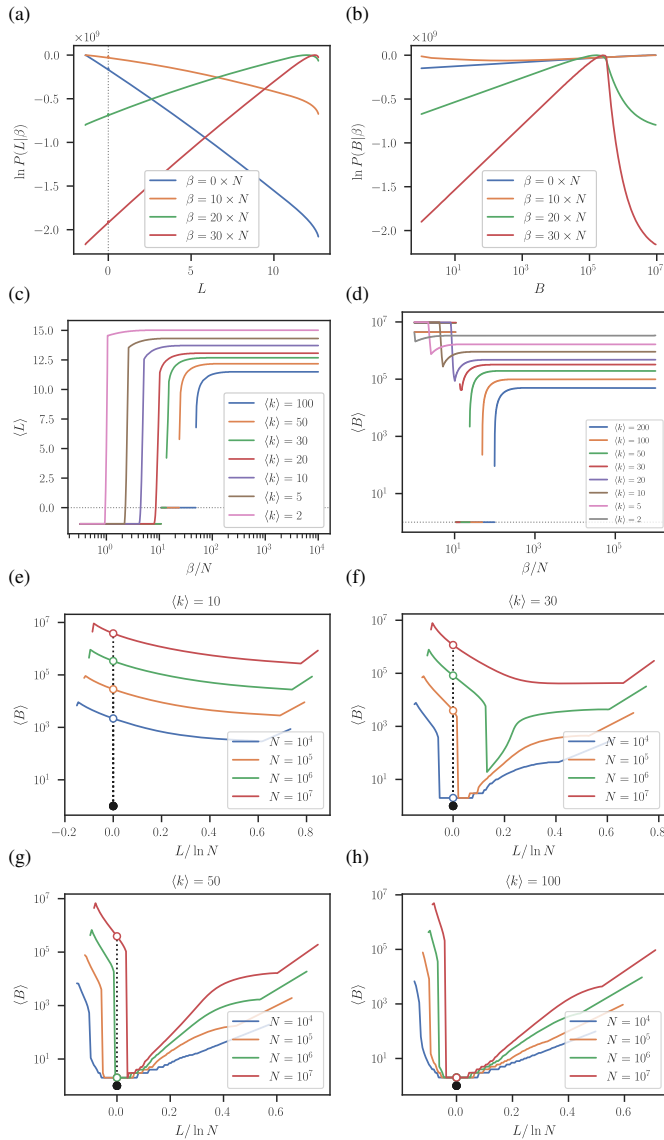 (a)
(b)
×10⁹
×10⁹
0.0
−0.5
−1.0
−1.5
−2.0
ln P(L|β)
β = 0 × N
β = 10 × N
β = 20 × N
β = 30 × N
0
5
10
L
0.0
−0.5
−1.0
−1.5
−2.0
ln P(B|β)
β = 0 × N
β = 10 × N
β = 20 × N
β = 30 × N
10¹
10³
10⁵
10⁷
B
(c)
(d)
15.0
12.5
10.0
7.5
5.0
2.5
0.0
⟨L⟩
⟨k⟩ = 100
⟨k⟩ = 50
⟨k⟩ = 30
⟨k⟩ = 20
⟨k⟩ = 10
⟨k⟩ = 5
⟨k⟩ = 2
10⁰
10¹
10²
10³
10⁴
β/N
10⁷
10⁵
10³
10¹
⟨B⟩
⟨k⟩ = 200
⟨k⟩ = 100
⟨k⟩ = 50
⟨k⟩ = 30
⟨k⟩ = 20
⟨k⟩ = 10
⟨k⟩ = 5
⟨k⟩ = 2
10¹
10³
10⁵
β/N
(e)
⟨k⟩ = 10
(f)
⟨k⟩ = 30
10⁷
10⁵
10³
10¹
⟨B⟩
N = 10⁴
N = 10⁵
N = 10⁶
N = 10⁷
−0.2
0.0
0.2
0.4
0.6
0.8
L/ ln N
10⁷
10⁵
10³
10¹
⟨B⟩
N = 10⁴
N = 10⁵
N = 10⁶
N = 10⁷
0.0
0.2
0.4
0.6
0.8
L/ ln N
(g)
⟨k⟩ = 50
(h)
⟨k⟩ = 100
10⁷
10⁵
10³
10¹
⟨B⟩
N = 10⁴
N = 10⁵
N = 10⁶
N = 10⁷
0.0
0.2
0.4
0.6
L/ ln N
10⁷
10⁵
10³
10¹
⟨B⟩
N = 10⁴
N = 10⁵
N = 10⁶
N = 10⁷
0.0
0.2
0.4
0.6
L/ ln N